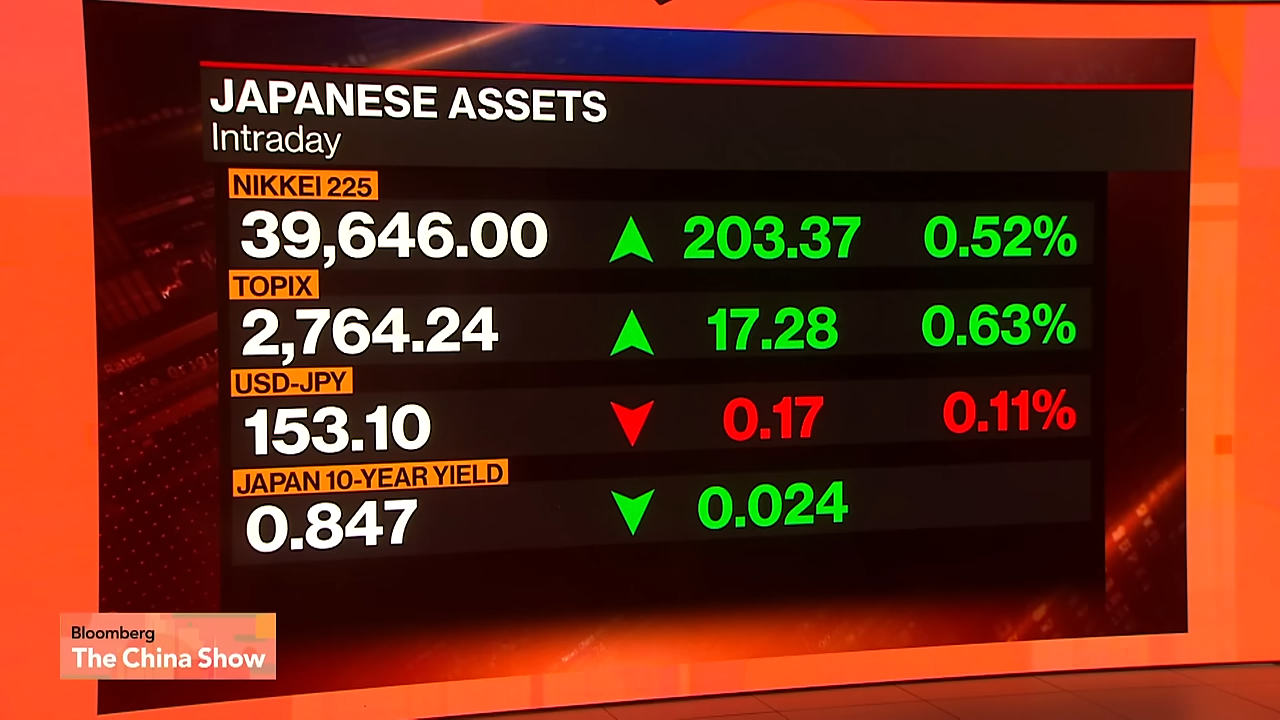 JAPANESE ASSETS
Intraday
NIKKEI 225
39,646.00 ▲ 203.37 0.52%
TOPIX
2,764.24 ▲ 17.28 0.63%
USD-JPY
153.10 ▼ 0.17 0.11%
JAPAN 10-YEAR YIELD
0.847 ▼ 0.024
Rates
Bloomberg
The China Show